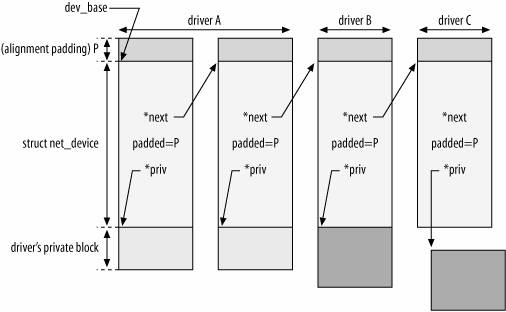 dev_base
driver A
driver B
driver C
(alignment padding) P
*next
*next
*next
*next
struct net_device
padded=P
padded=P
padded=P
padded=P
*priv
*priv
*priv
*priv
driver's private block